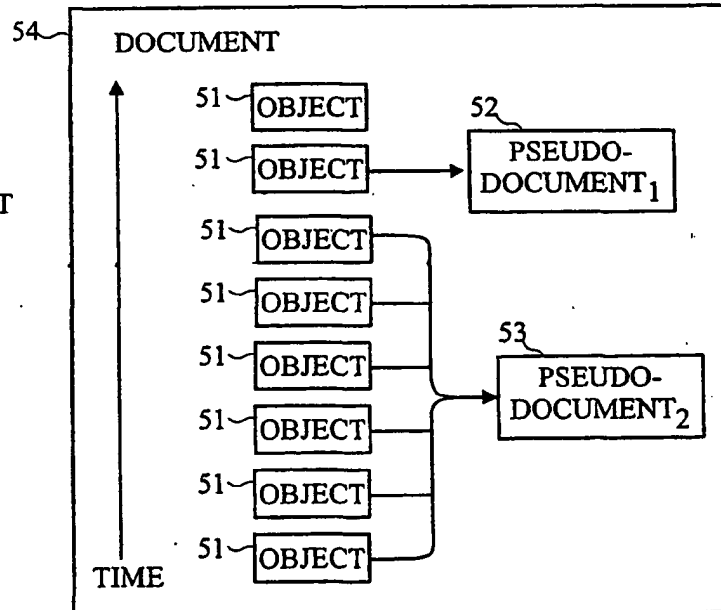 54
DOCUMENT
51 OBJECT
52
51 OBJECT
PSEUDO-
DOCUMENT1
T
51 OBJECT
51 OBJECT
53
51 OBJECT
PSEUDO-
DOCUMENT2
51 OBJECT
51 OBJECT
51 OBJECT
TIME